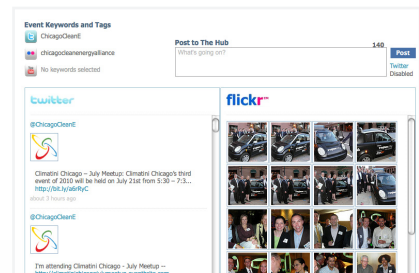 Event Keywords and Tags
ChicagoCleanE
chicagocleanenergyalliance
No keywords selected
Post to The Hub
140
What's going on?
Post
Twitter
Disabled
twitter
flickr
@ChicagoCleanE
Climatini Chicago – July Meetup: Climatini Chicago's third
event of 2010 will be held on July 21st from 5:30 – 7:3...
http://bit.ly/a6rRyC
about 3 hours ago
@ChicagoCleanE
I'm attending Climatini Chicago - July Meetup --